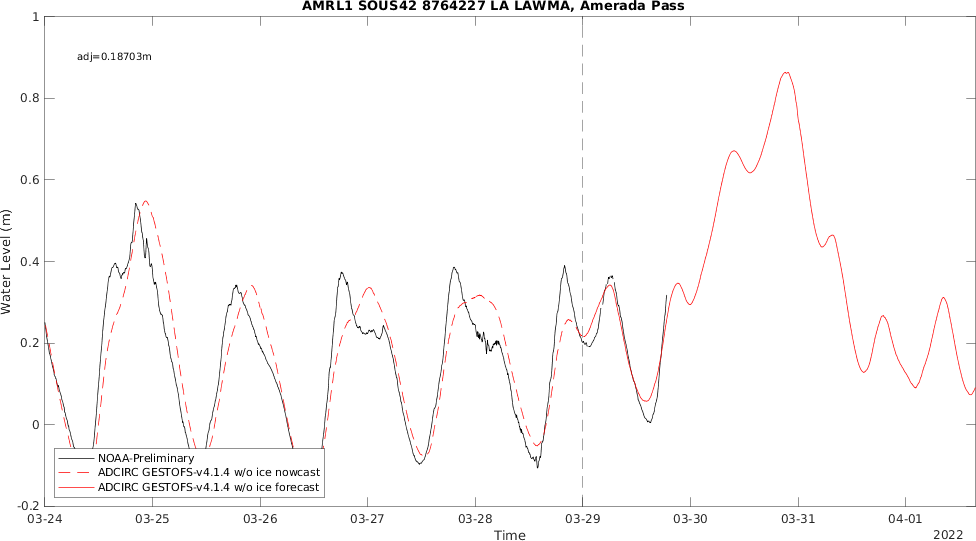 AMRL1 SOUS42 8764227 LA LAWMA, Amerada Pass
adj=0.18703m
1
0.8
0.6
0.4
0.2
0
-0.2
Water Level (m)
NOAA-Preliminary
ADCIRC GESTOFS-v4.1.4 w/o ice nowcast
ADCIRC GESTOFS-v4.1.4 w/o ice forecast
03-24 03-25 03-26 03-27 03-28 03-29 03-30 03-31 04-01
Time
2022